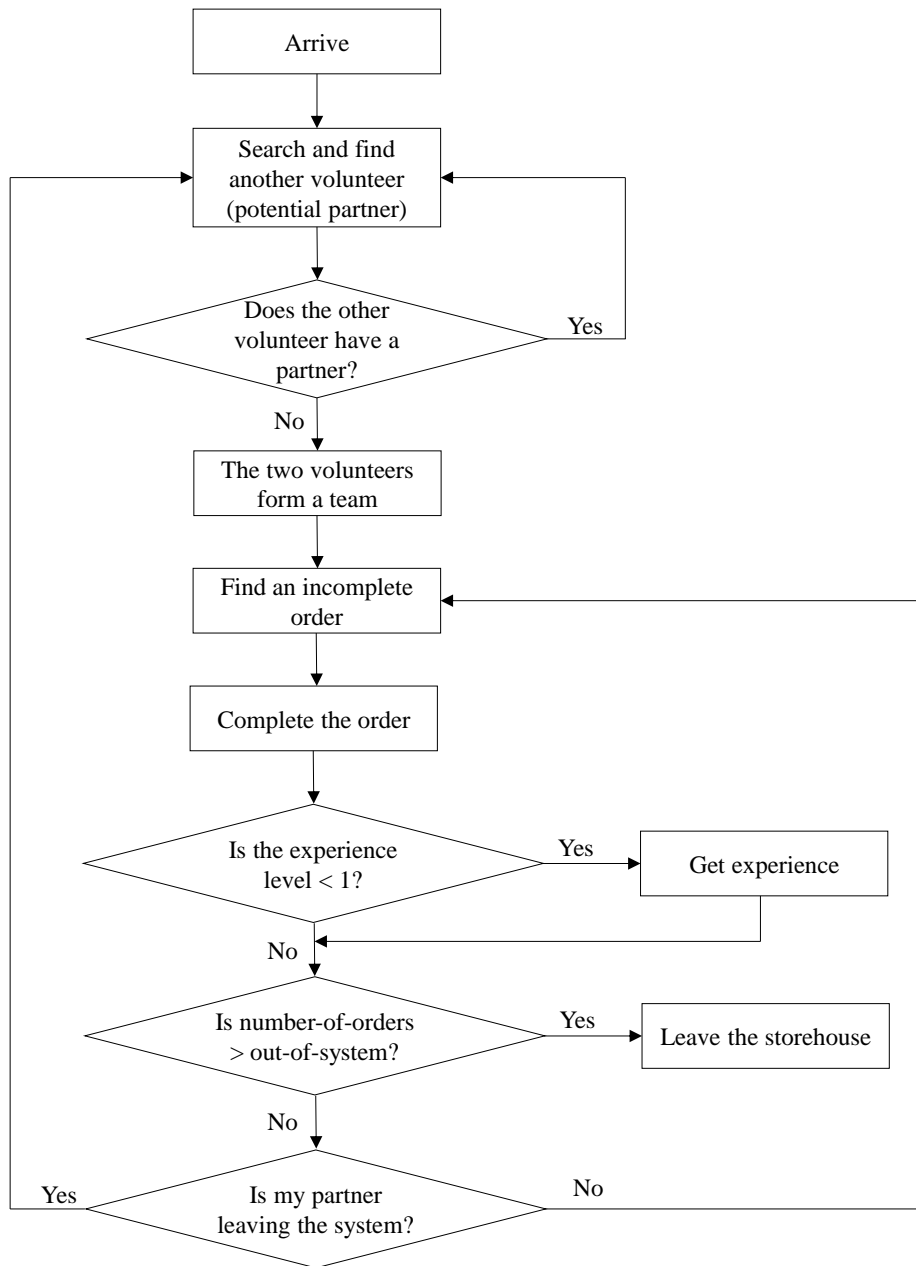 Arrive
Search and find
another volunteer
(potential partner)
Does the other
volunteer have a
partner?
Yes
No
The two volunteers
form a team
Find an incomplete
order
Complete the order
Is the experience
level < 1?
Yes
Get experience
No
Is number-of-orders
> out-of-system?
Yes
Leave the storehouse
No
Yes
Is my partner
leaving the system?
No